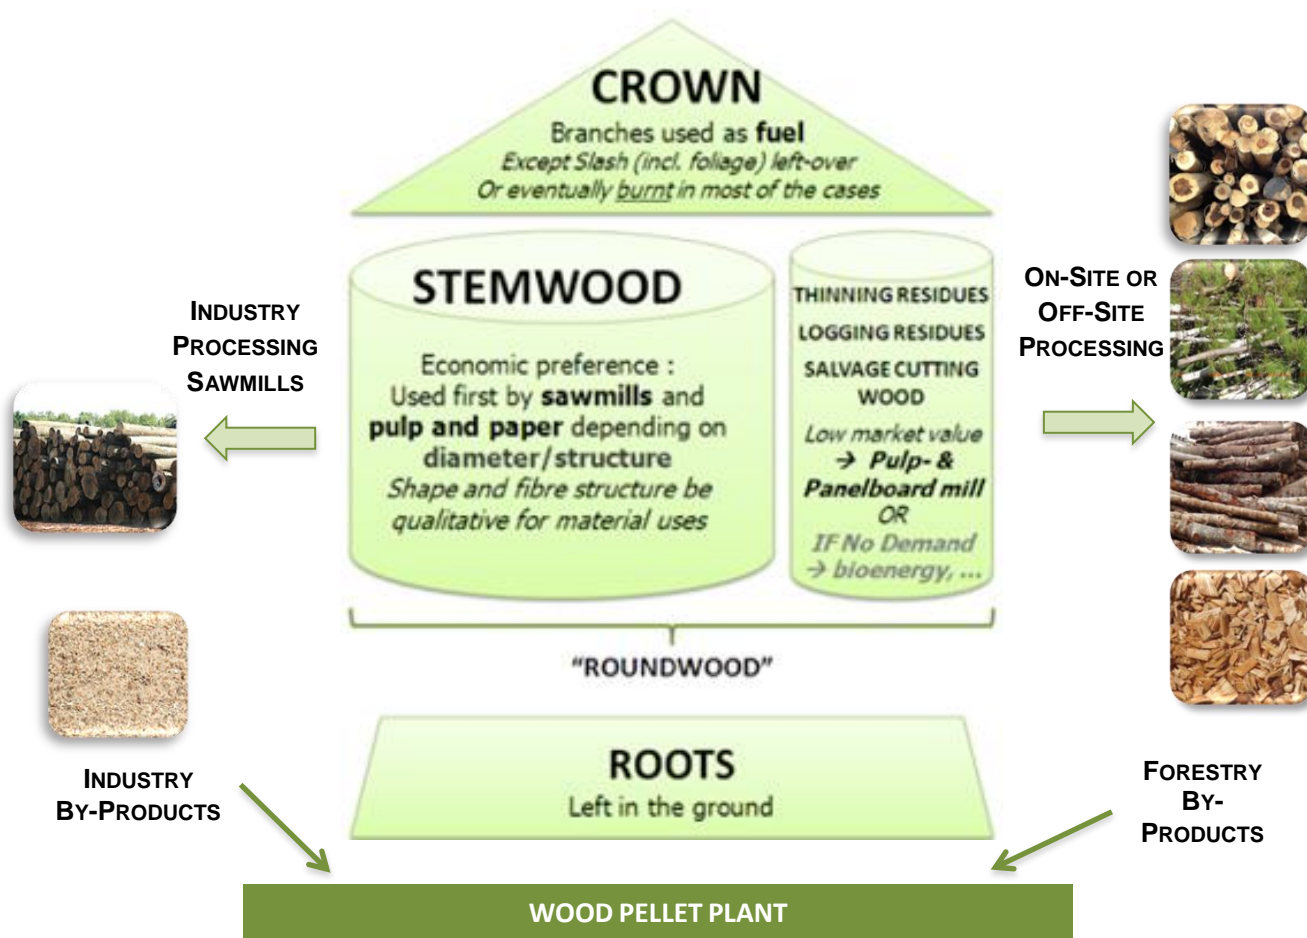 CROWN
Branches used as fuel
Except Slash (incl. foliage) left-over
Or eventually burnt in most of the cases
STEMWOOD
Economic preference :
Used first by sawmills and
pulp and paper depending on
diameter/structure
Shape and fibre structure be
qualitative for material uses
THINNING RESIDUES
LOGGING RESIDUES
SALVAGE CUTTING
WOOD
Low market value
→ Pulp- &
Panelboard mill
OR
IF No Demand
→ bioenergy, ...
INDUSTRY
PROCESSING
SAWMILLS
ON-SITE OR
OFF-SITE
PROCESSING
"ROUNDWOOD"
ROOTS
Left in the ground
INDUSTRY
BY-PRODUCTS
FORESTRY
BY-
PRODUCTS
WOOD PELLET PLANT